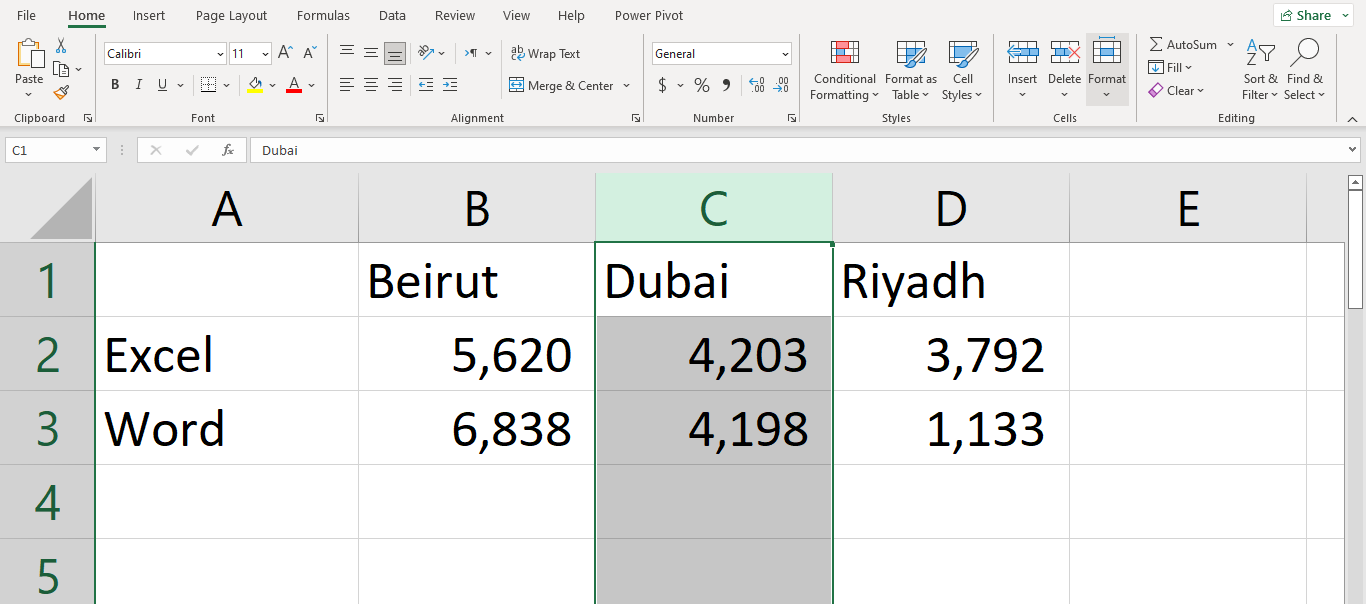 File Home Insert Page Layout Formulas Data Review View Help Power Pivot Share
Calibri 11 ab Wrap Text General AutoSum
Paste B I U Merge & Center $ % Conditional Formatting Format as Table Cell Styles Insert Delete Format Fill Sort & Filter Find & Select
Clear
Clipboard Font Alignment Number Styles Cells Editing
C1 fx Dubai
A B C D E
1 Beirut Dubai Riyadh
2 Excel 5,620 4,203 3,792
3 Word 6,838 4,198 1,133
4
5